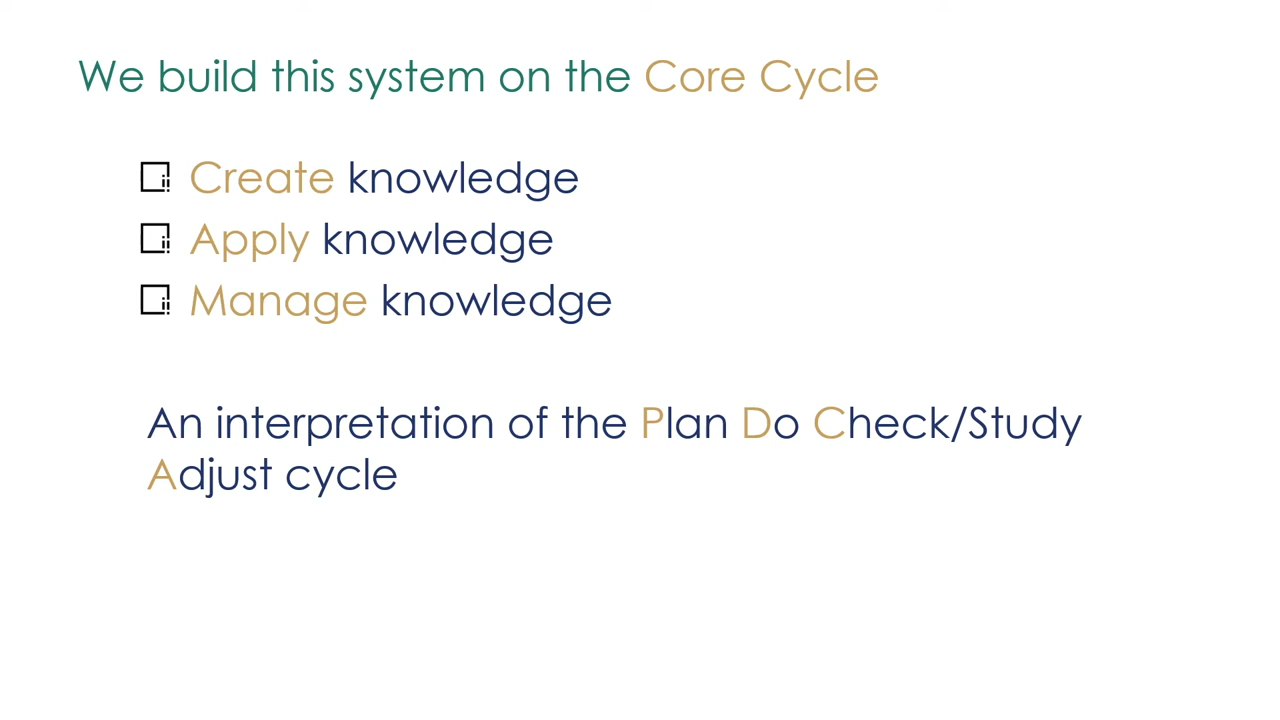 We build this system on the Core Cycle
Create knowledge
Apply knowledge
Manage knowledge
An interpretation of the Plan Do Check/Study
Adjust cycle